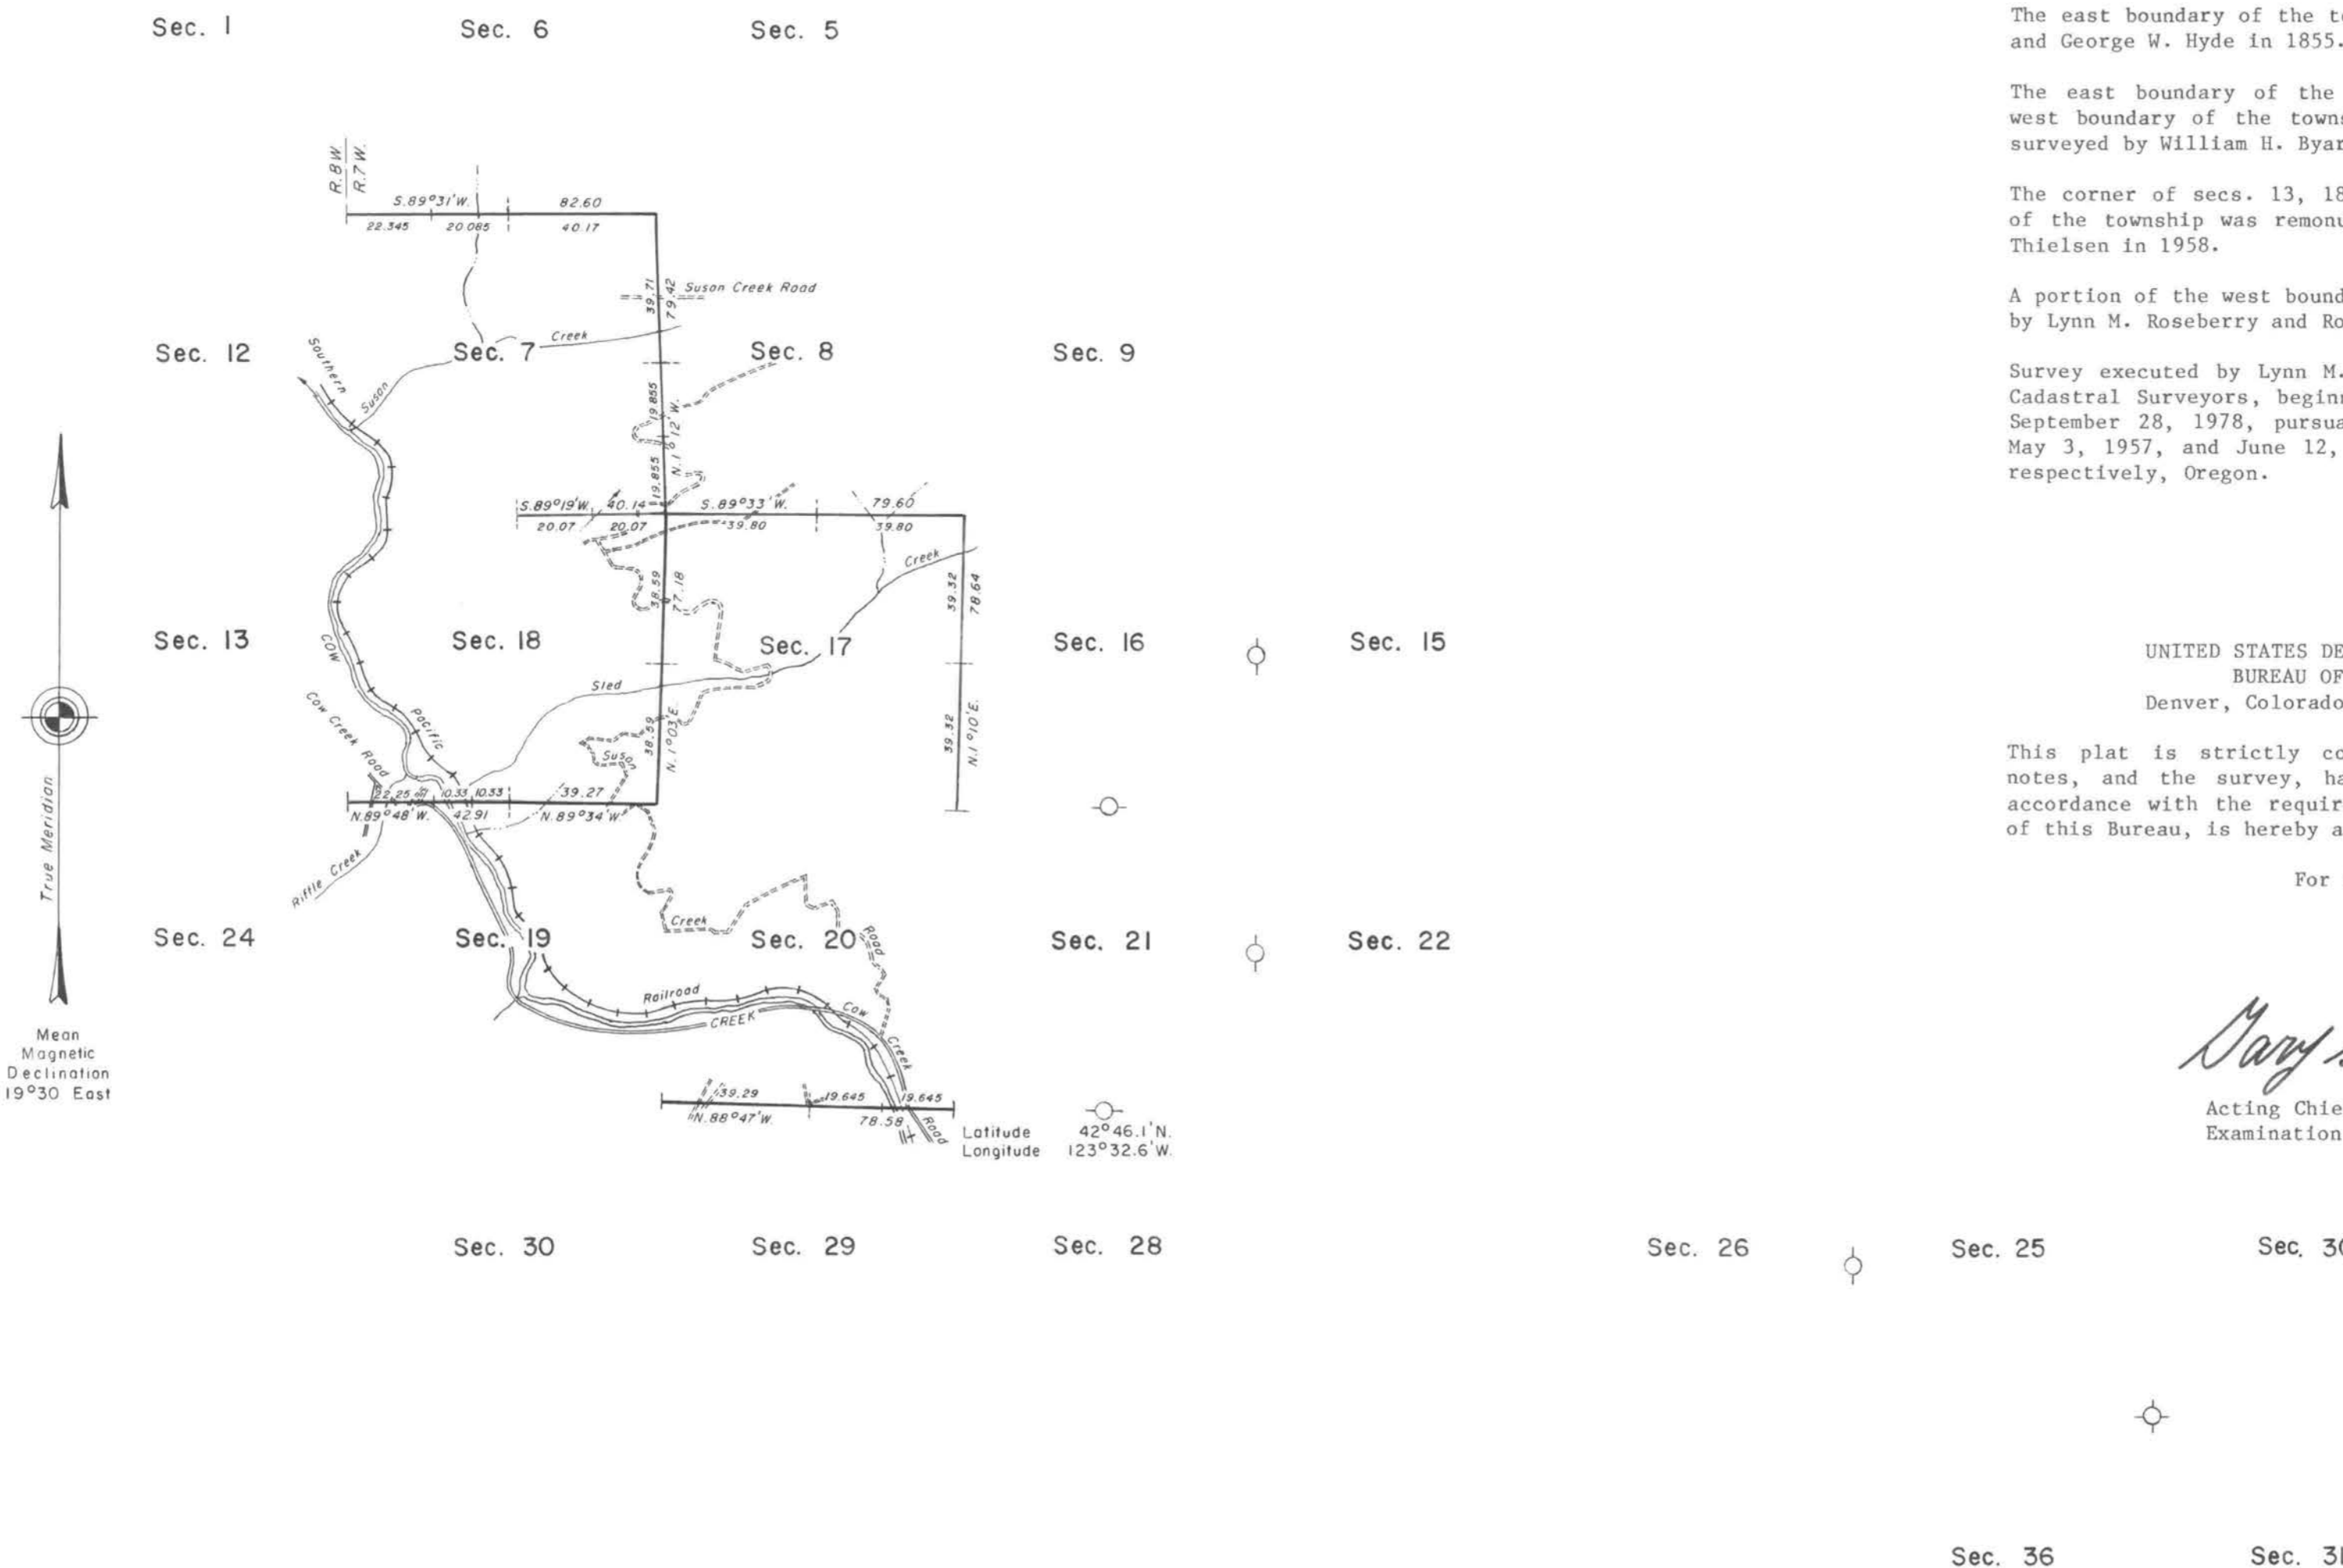 Sec. 1
Sec. 6
Sec. 5
R.8W.
R.7W.
S.89°31'W.
82.60
22.345
20.085
40.17
39.71
79.42
Susan Creek Road
Sec. 12
Southern
Susan
Sec. 7
Creek
Sec. 8
Sec. 9
19.855
N.1°12'W.
19.855
S.89°19'W.
40.14
S.89°33'W.
79.60
20.07
20.07
39.80
39.80
Creek
38.59
77.18
39.32
78.64
Sec. 13
COW
Sec. 18
Sec. 17
Sec. 16
Sec. 15
Sled
Cow Creek Road
Pacific
Susan
38.59
N.1°03'E.
39.32
N.1°10'E.
True Meridian
22.25
10.33
10.33
39.27
N.89°48'W.
42.91
N.89°34'W.
Riffle Creek
Sec. 24
Sec. 19
Creek
Sec. 20
Road
Sec. 21
Sec. 22
Railroad
CREEK
Cow
Creek
Road
Mean
Magnetic
Declination
19°30 East
39.29
19.645
19.645
N.88°47'W.
78.58
Latitude 42°46.1'N.
Longitude 123°32.6'W.
Sec. 30
Sec. 29
Sec. 28
Sec. 26
Sec. 25
Sec. 30
Sec. 36
Sec. 31
The east boundary of the
and George W. Hyde in 1855.
The east boundary of the
west boundary of the towns
surveyed by William H. Byar
The corner of secs. 13, 18
of the township was remonu
Thielsen in 1958.
A portion of the west bound
by Lynn M. Roseberry and Ro
Survey executed by Lynn M.
Cadastral Surveyors, beginn
September 28, 1978, pursua
May 3, 1957, and June 12,
respectively, Oregon.
UNITED STATES DE
BUREAU OF
Denver, Colorado
This plat is strictly co
notes, and the survey, ha
accordance with the requir
of this Bureau, is hereby a
For
Gary
Acting Chie
Examination